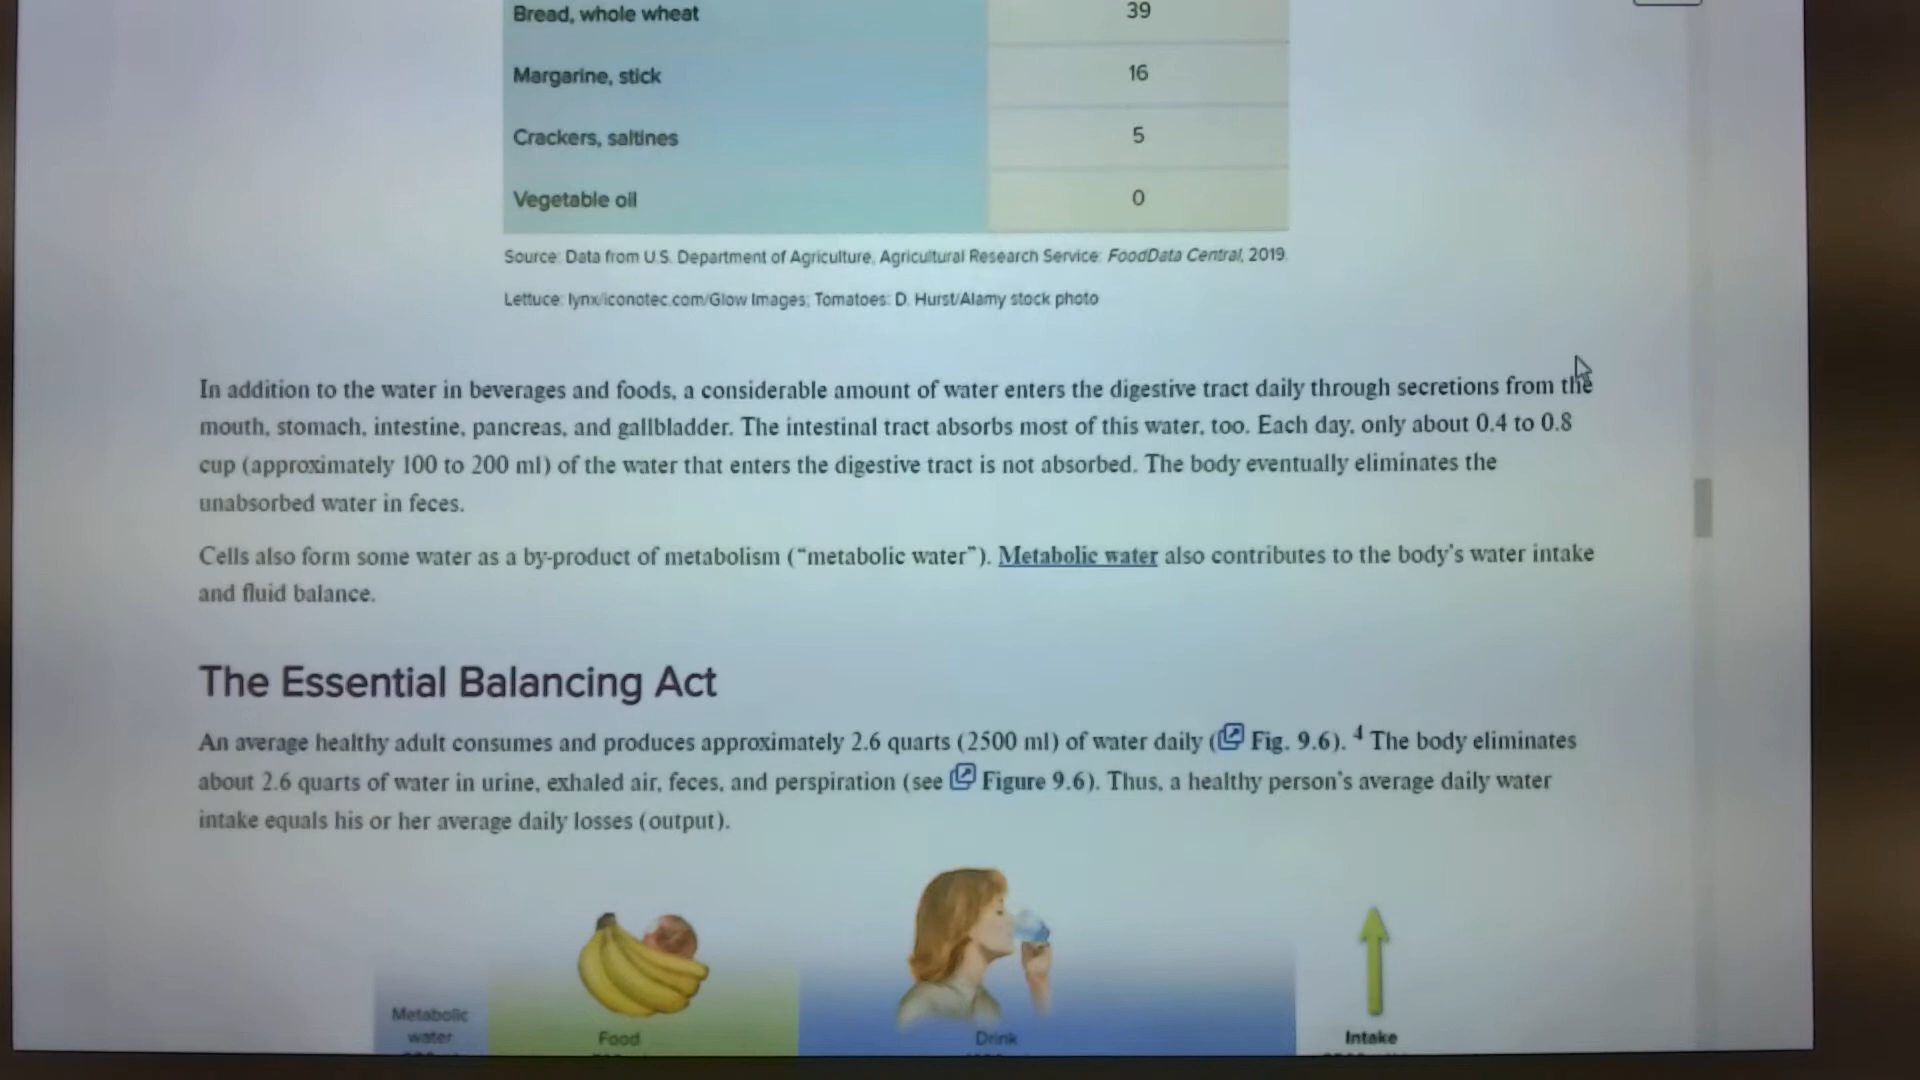 Bread, whole wheat 39
Margarine, stick 16
Crackers, saltines 5
Vegetable oil 0
Source: Data from U.S. Department of Agriculture, Agricultural Research Service: FoodData Central, 2019.
Lettuce: lynx/iconotec.com/Glow Images; Tomatoes: D. Hurst/Alamy stock photo
In addition to the water in beverages and foods, a considerable amount of water enters the digestive tract daily through secretions from the
mouth, stomach, intestine, pancreas, and gallbladder. The intestinal tract absorbs most of this water, too. Each day, only about 0.4 to 0.8
cup (approximately 100 to 200 ml) of the water that enters the digestive tract is not absorbed. The body eventually eliminates the
unabsorbed water in feces.
Cells also form some water as a by-product of metabolism (“metabolic water”). Metabolic water also contributes to the body's water intake
and fluid balance.
The Essential Balancing Act
An average healthy adult consumes and produces approximately 2.6 quarts (2500 ml) of water daily (Fig. 9.6). 4 The body eliminates
about 2.6 quarts of water in urine, exhaled air, feces, and perspiration (see Figure 9.6). Thus, a healthy person's average daily water
intake equals his or her average daily losses (output).
Metabolic
water
Food
Drink
Intake